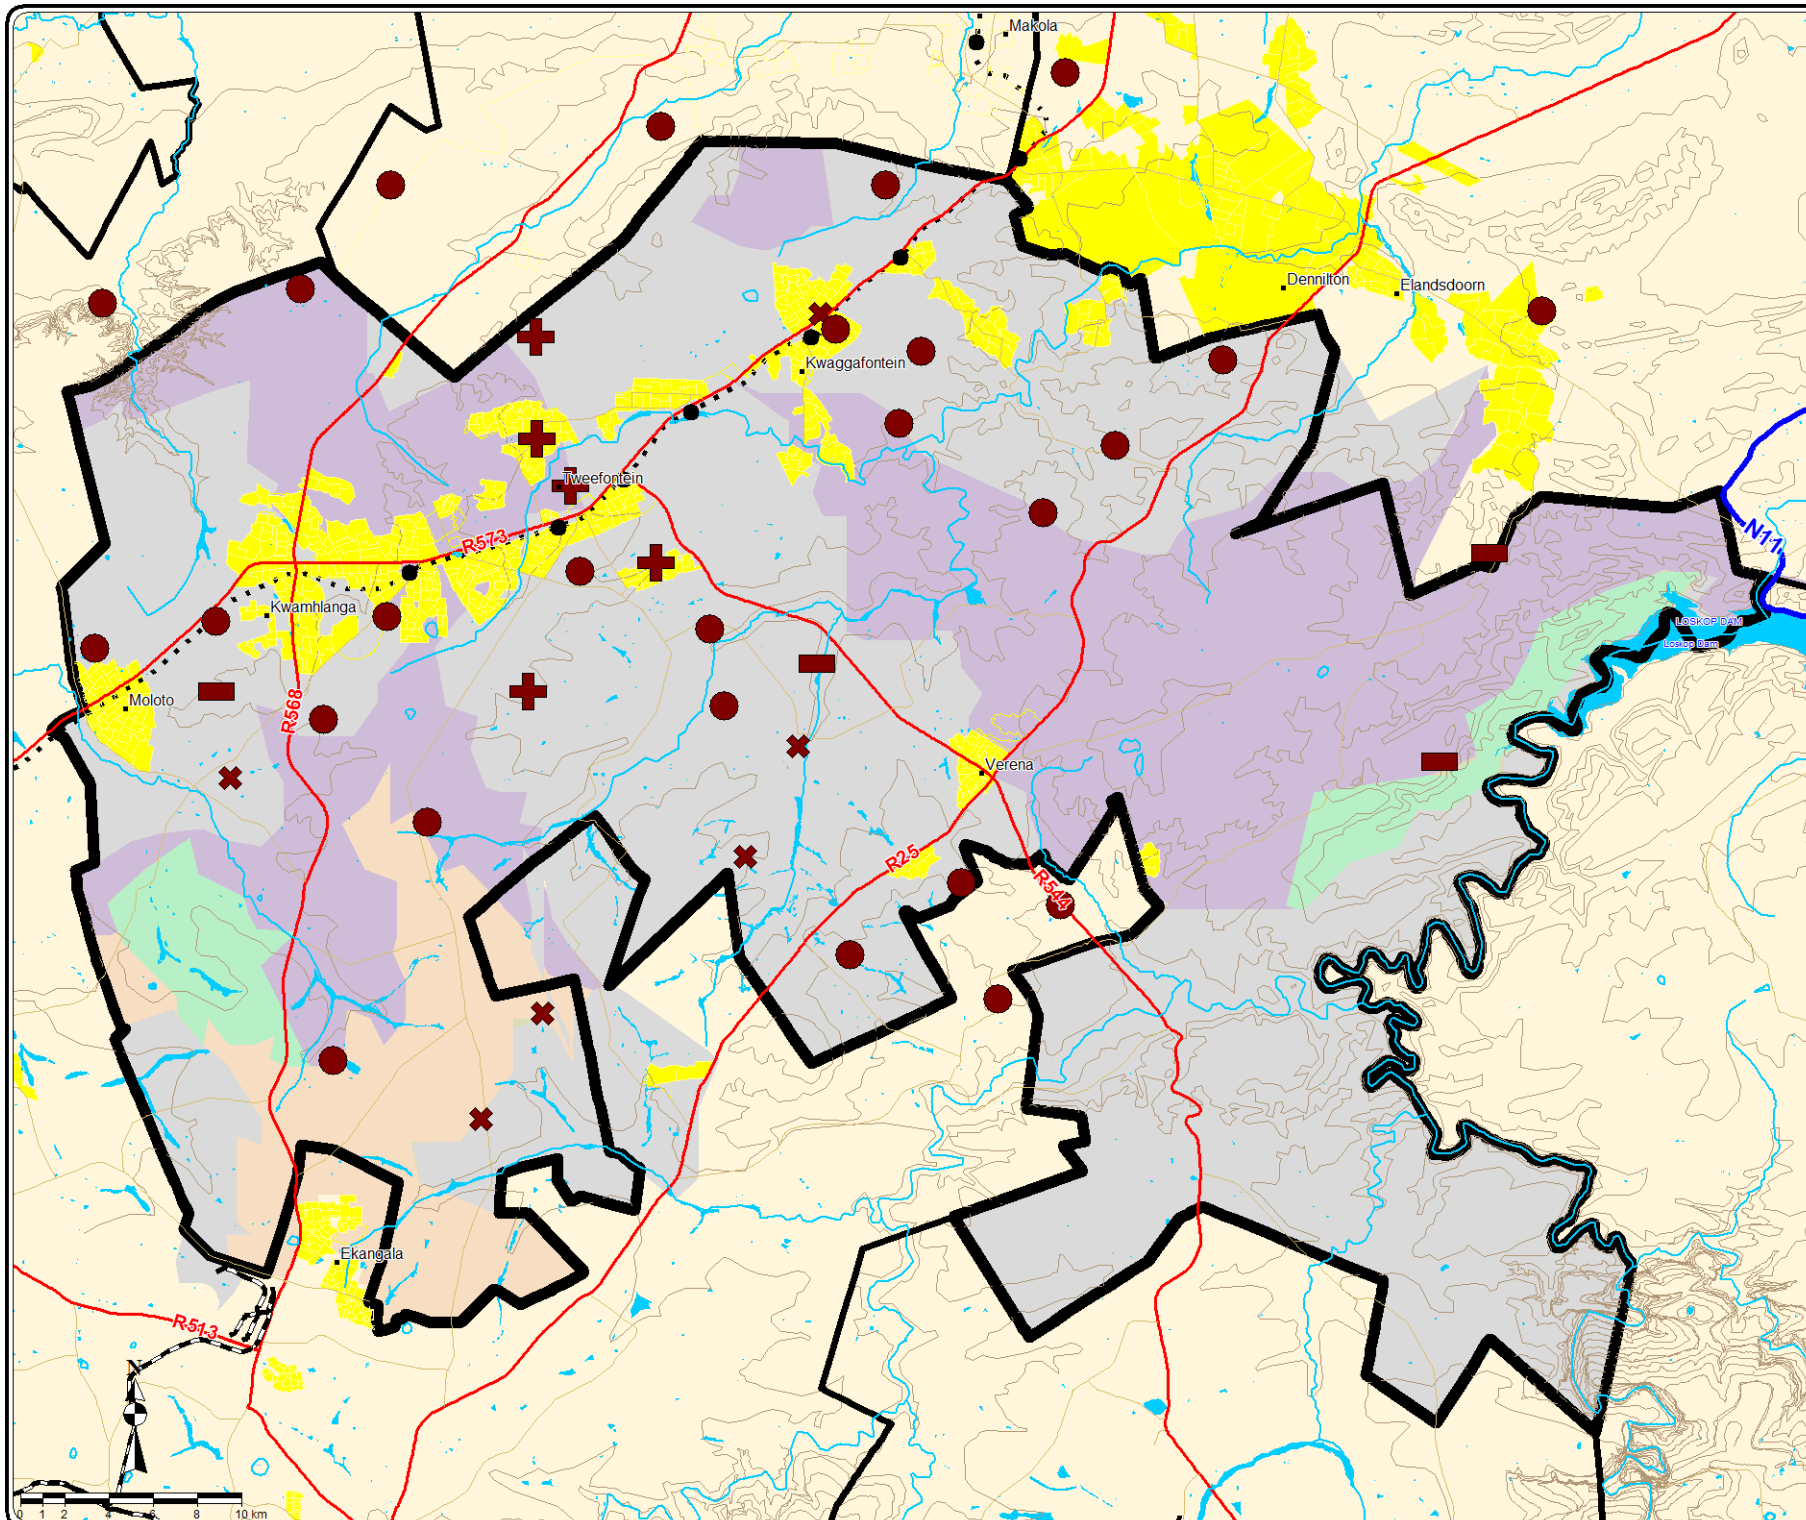 Makola
Dennilton
Elandsdoorn
Kwaggafontein
Tweefontein
R573
N11
Kwamhlanga
LOSKOP DAM
Loskop Dam
Moloto
R568
Verena
R25
R544
Ekangala
R513
N
0 1 2 4 6 8 10 km